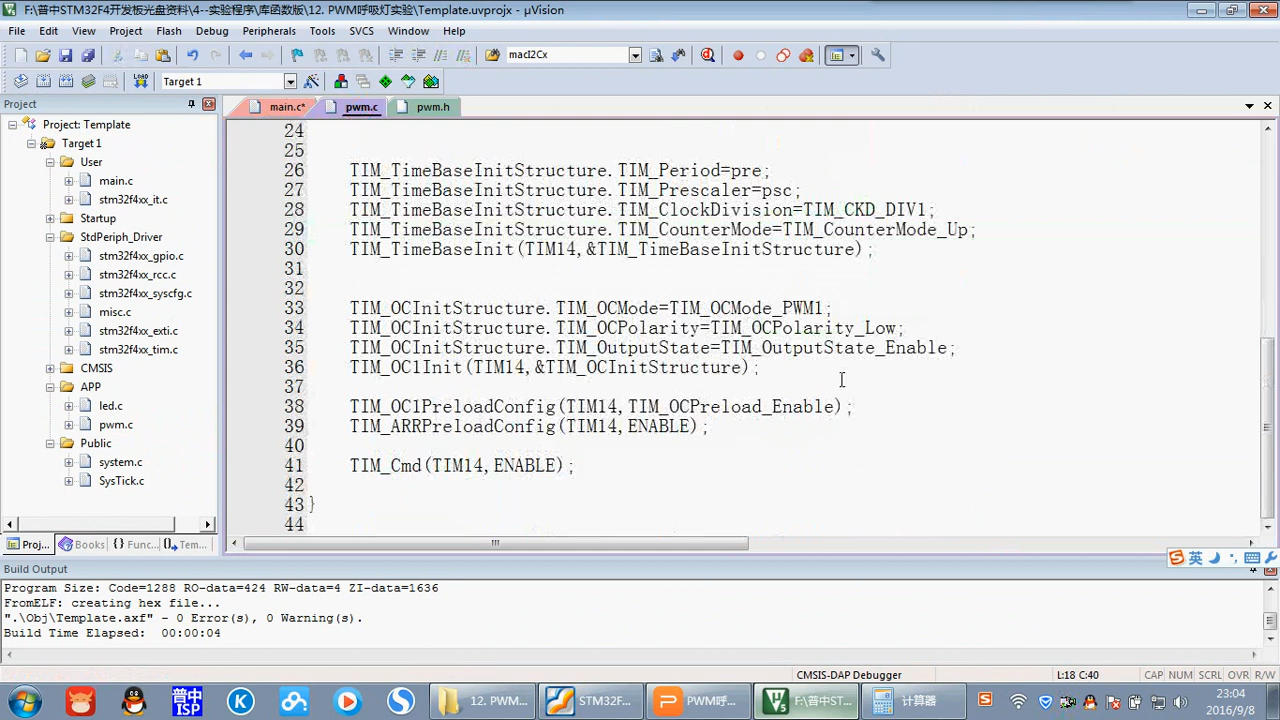 F:\普中STM32F4开发板光盘资料\4--实验程序\库函数版\12. PWM呼吸灯实验\Template.uvprojx - µVision
File Edit View Project Flash Debug Peripherals Tools SVCS Window Help
macI2Cx
LOAD Target 1
Project
main.c* pwm.c pwm.h
Project: Template
Target 1
User
main.c
stm32f4xx_it.c
Startup
StdPeriph_Driver
stm32f4xx_gpio.c
stm32f4xx_rcc.c
stm32f4xx_syscfg.c
misc.c
stm32f4xx_exti.c
stm32f4xx_tim.c
CMSIS
APP
led.c
pwm.c
Public
system.c
SysTick.c
24
25
26 TIM_TimeBaseInitStructure.TIM_Period=pre;
27 TIM_TimeBaseInitStructure.TIM_Prescaler=psc;
28 TIM_TimeBaseInitStructure.TIM_ClockDivision=TIM_CKD_DIV1;
29 TIM_TimeBaseInitStructure.TIM_CounterMode=TIM_CounterMode_Up;
30 TIM_TimeBaseInit(TIM14,&TIM_TimeBaseInitStructure);
31
32
33 TIM_OCInitStructure.TIM_OCMode=TIM_OCMode_PWM1;
34 TIM_OCInitStructure.TIM_OCPolarity=TIM_OCPolarity_Low;
35 TIM_OCInitStructure.TIM_OutputState=TIM_OutputState_Enable;
36 TIM_OC1Init(TIM14,&TIM_OCInitStructure);
37
38 TIM_OC1PreloadConfig(TIM14,TIM_OCPreload_Enable);
39 TIM_ARRPreloadConfig(TIM14,ENABLE);
40
41 TIM_Cmd(TIM14,ENABLE);
42
43 }
44
Proj... Books {} Func... Tem...
英
Build Output
Program Size: Code=1288 RO-data=424 RW-data=4 ZI-data=1636
FromELF: creating hex file...
".\Obj\Template.axf" - 0 Error(s), 0 Warning(s).
Build Time Elapsed: 00:00:04
CMSIS-DAP Debugger L:18 C:40 CAP NUM SCRL OVR R/W
普中 ISP
12. PWM... STM32F... PWM呼... F:\普中ST... 计算器
23:04
2016/9/8